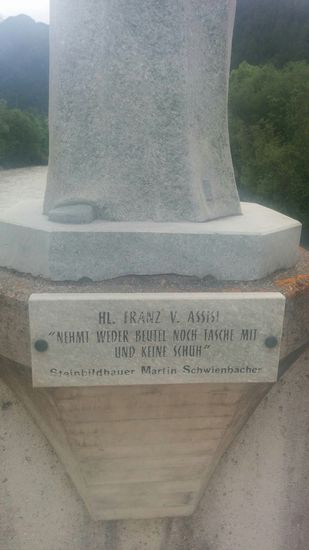 HL. FRANZ V. ASSISI
"NEHMT WEDER BEUTEL NOCH TASCHE MIT
UND KEINE SCHUH"
Steinbildhauer Martin Schwienbacher